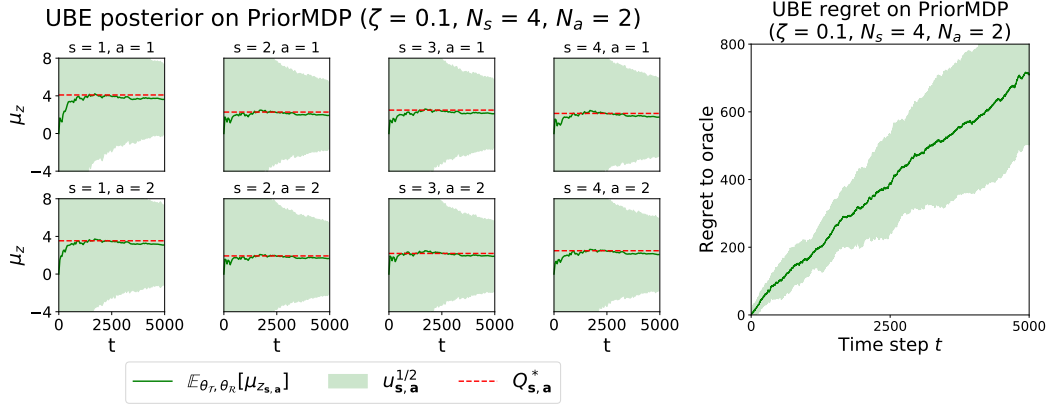 UBE posterior on PriorMDP (ζ = 0.1, N_s = 4, N_a = 2)
s = 1, a = 1
s = 2, a = 1
s = 3, a = 1
s = 4, a = 1
μ_z
8
4
0
−4
s = 1, a = 2
s = 2, a = 2
s = 3, a = 2
s = 4, a = 2
μ_z
8
4
0
−4
0 2500 5000
0 2500 5000
0 2500 5000
0 2500 5000
t
t
t
t
𝔼_{θ_𝒯, θ_ℛ}[μ_{z_{s,a}}]
u_{s,a}^{1/2}
Q^*_{s,a}
UBE regret on PriorMDP
(ζ = 0.1, N_s = 4, N_a = 2)
Regret to oracle
800
600
400
200
0
0 2500 5000
Time step t